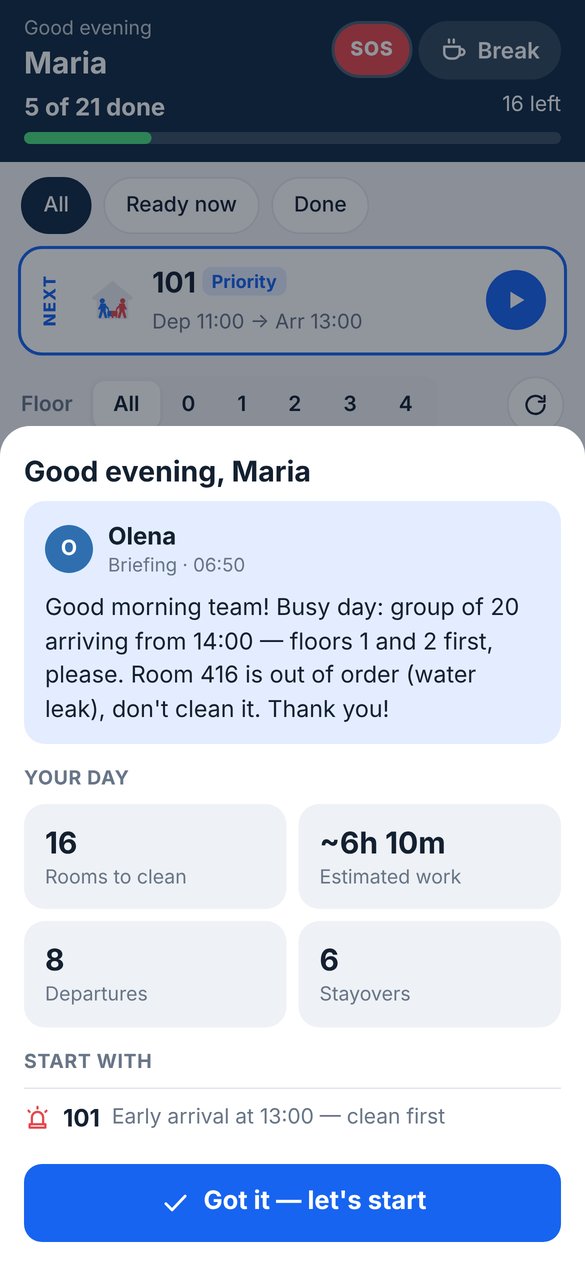 Good evening
Maria
SOS
Break
5 of 21 done
16 left
All
Ready now
Done
NEXT
101
Priority
Dep 11:00 → Arr 13:00
Floor
All
0
1
2
3
4
Good evening, Maria
O
Olena
Briefing · 06:50
Good morning team! Busy day: group of 20
arriving from 14:00 — floors 1 and 2 first,
please. Room 416 is out of order (water
leak), don't clean it. Thank you!
YOUR DAY
16
Rooms to clean
~6h 10m
Estimated work
8
Departures
6
Stayovers
START WITH
101 Early arrival at 13:00 — clean first
Got it — let's start